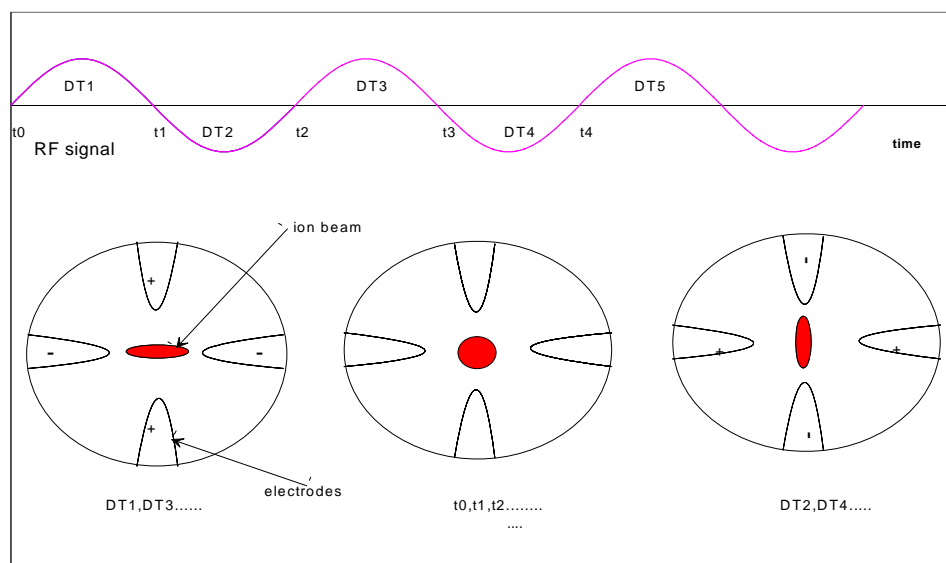 DT1 DT3 DT5
t0 t1 DT2 t2 t3 DT4 t4
RF signal time
ion beam
+ - +
- - + +
+ -
electrodes
DT1,DT3...... t0,t1,t2........ DT2,DT4.....
....